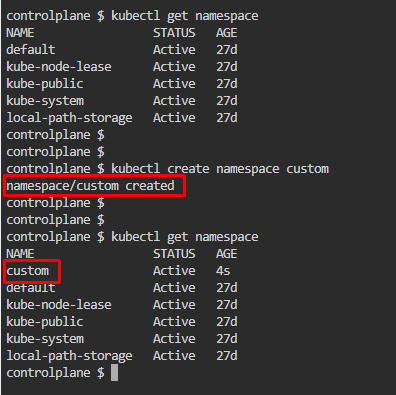 controlplane $ kubectl get namespace
NAME                 STATUS   AGE
default              Active   27d
kube-node-lease      Active   27d
kube-public          Active   27d
kube-system          Active   27d
local-path-storage   Active   27d
controlplane $
controlplane $
controlplane $ kubectl create namespace custom
namespace/custom created
controlplane $
controlplane $
controlplane $ kubectl get namespace
NAME                 STATUS   AGE
custom               Active   4s
default              Active   27d
kube-node-lease      Active   27d
kube-public          Active   27d
kube-system          Active   27d
local-path-storage   Active   27d
controlplane $